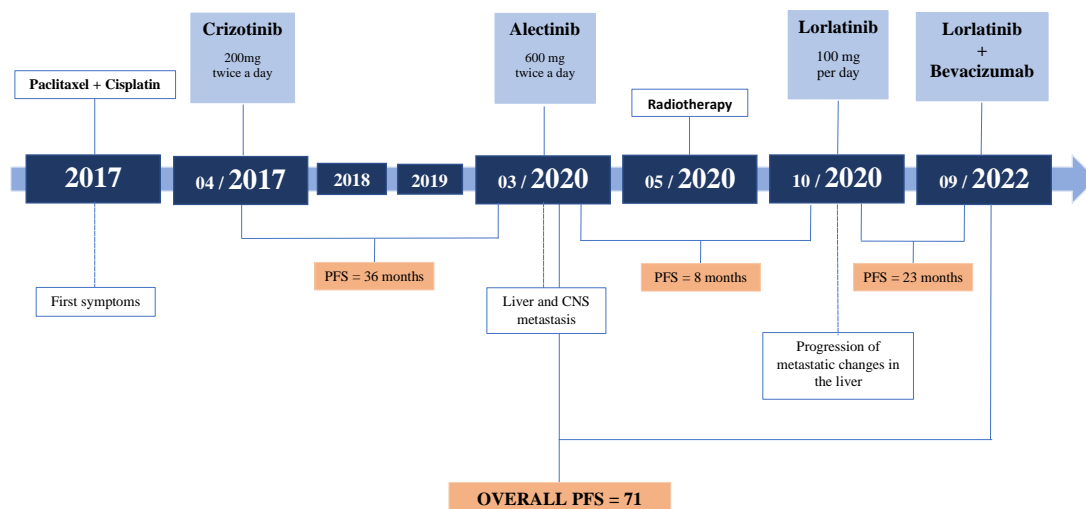 Crizotinib
200mg
twice a day
Alectinib
600 mg
twice a day
Lorlatinib
100 mg
per day
Lorlatinib
+
Bevacizumab
Paclitaxel + Cisplatin
Radiotherapy
2017
04 / 2017
2018
2019
03 / 2020
05 / 2020
10 / 2020
09 / 2022
PFS = 36 months
PFS = 8 months
PFS = 23 months
First symptoms
Liver and CNS
metastasis
Progression of
metastatic changes in
the liver
OVERALL PFS = 71